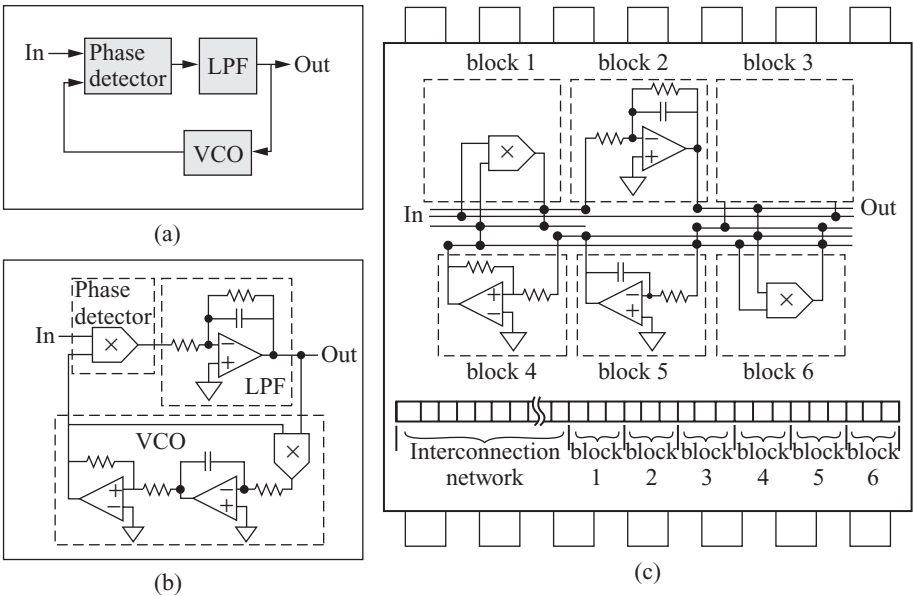 In
Phase
detector
LPF
Out
VCO
(a)
Phase
detector
In
×
−
+
Out
LPF
VCO
×
+
−
−
+
(b)
block 1
block 2
block 3
×
−
+
In
Out
+
−
−
+
×
block 4
block 5
block 6
Interconnection
network
block
1
block
2
block
3
block
4
block
5
block
6
(c)